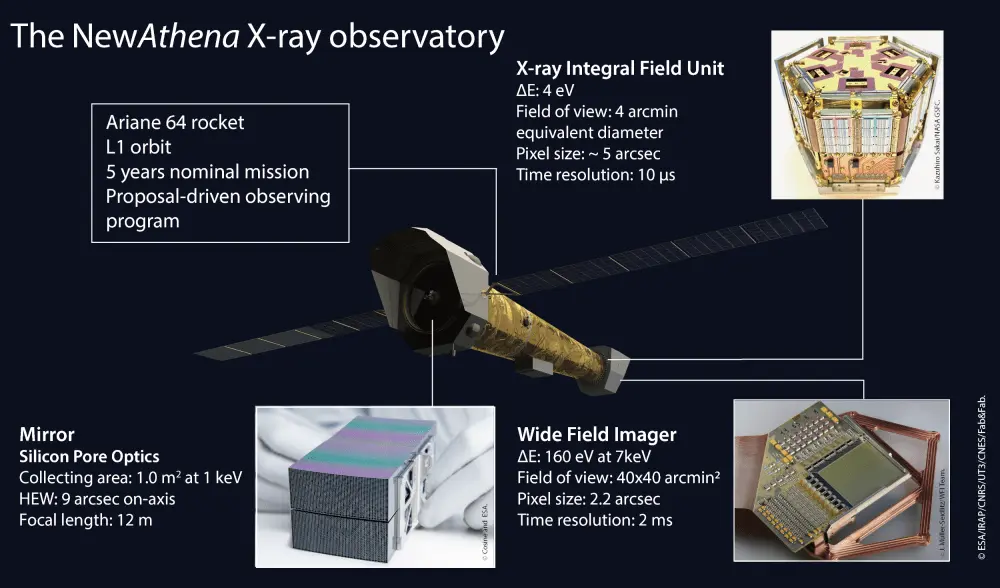 The NewAthena X-ray observatory
Ariane 64 rocket
L1 orbit
5 years nominal mission
Proposal-driven observing
program
X-ray Integral Field Unit
ΔE: 4 eV
Field of view: 4 arcmin
equivalent diameter
Pixel size: ~ 5 arcsec
Time resolution: 10 µs
© Kazuhiro Sakai/NASA GSFC.
Mirror
Silicon Pore Optics
Collecting area: 1.0 m² at 1 keV
HEW: 9 arcsec on-axis
Focal length: 12 m
© Cosine and ESA.
Wide Field Imager
ΔE: 160 eV at 7keV
Field of view: 40x40 arcmin²
Pixel size: 2.2 arcsec
Time resolution: 2 ms
WFI Team.
© ESA/IRAP/CNRS/UT3/CNES/Fab&Fab.